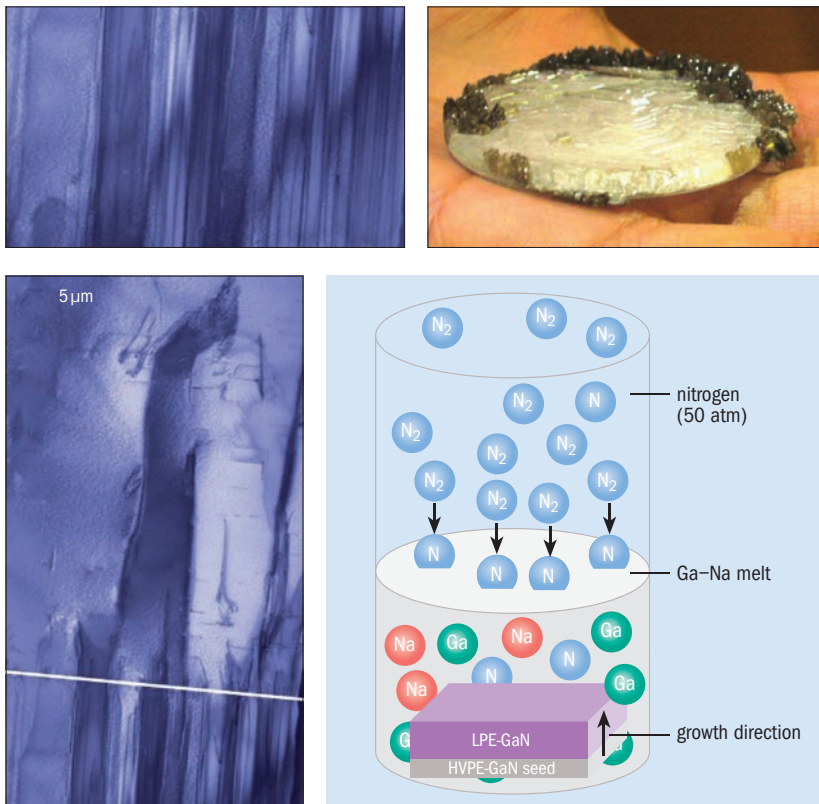 5 µm
N₂
N₂
N₂
N₂
N
nitrogen
(50 atm)
N₂
N₂
N₂
N₂
N₂
N₂
N₂
N
N
N
N
Ga–Na melt
Na
Ga
Na
Ga
N
N
Na
Ga
LPE-GaN
growth direction
HVPE-GaN seed